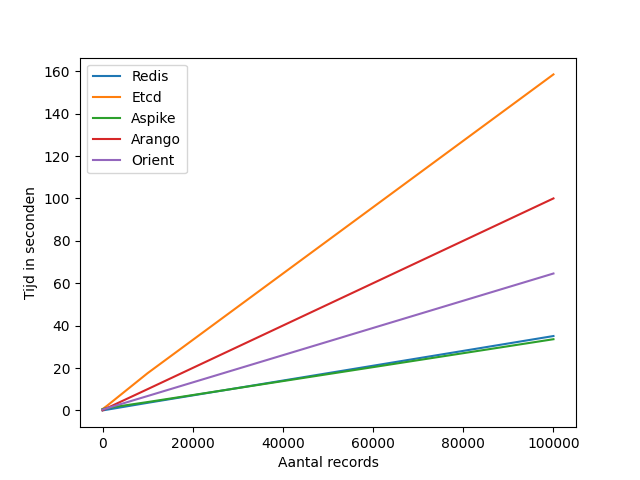 Redis
Etcd
Aspike
Arango
Orient
160
140
120
100
80
60
40
20
0
Tijd in seconden
0 20000 40000 60000 80000 100000
Aantal records